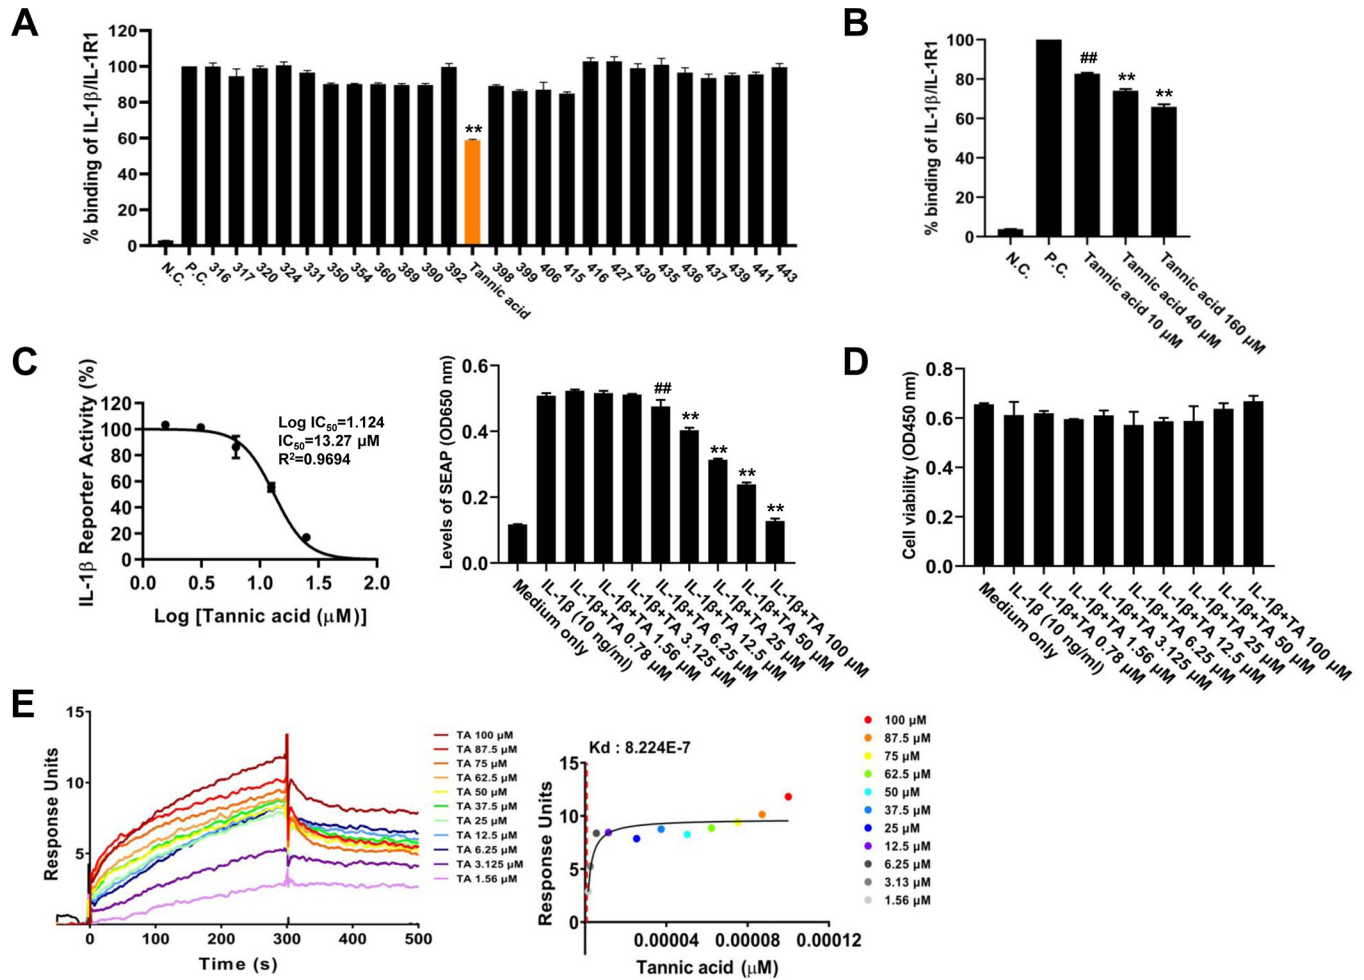 A
% binding of IL-1β/IL-1R1
120
100
80
60
40
20
0
**
N.C.
P.C.
316
317
320
324
331
350
354
360
389
390
392
Tannic acid
398
399
406
415
416
427
430
435
436
437
439
441
443
B
% binding of IL-1β/IL-1R1
100
80
60
40
20
0
##
**
**
N.C.
P.C.
Tannic acid 10 μM
Tannic acid 40 μM
Tannic acid 160 μM
C
IL-1β Reporter Activity (%)
120
100
80
60
40
20
0
0.0
0.5
1.0
1.5
2.0
Log IC50=1.124
IC50=13.27 μM
R2=0.9694
Log [Tannic acid (μM)]
Levels of SEAP (OD650 nm)
0.6
0.4
0.2
0.0
##
**
**
**
**
Medium only
IL-1β (10 ng/ml)
IL-1β+TA 0.78 μM
IL-1β+TA 1.56 μM
IL-1β+TA 3.125 μM
IL-1β+TA 6.25 μM
IL-1β+TA 12.5 μM
IL-1β+TA 25 μM
IL-1β+TA 50 μM
IL-1β+TA 100 μM
D
Cell viability (OD450 nm)
0.8
0.6
0.4
0.2
0.0
Medium only
IL-1β (10 ng/ml)
IL-1β+TA 0.78 μM
IL-1β+TA 1.56 μM
IL-1β+TA 3.125 μM
IL-1β+TA 6.25 μM
IL-1β+TA 12.5 μM
IL-1β+TA 25 μM
IL-1β+TA 50 μM
IL-1β+TA 100 μM
E
Response Units
15
10
5
0
100
200
300
400
500
Time (s)
TA 100 μM
TA 87.5 μM
TA 75 μM
TA 62.5 μM
TA 50 μM
TA 37.5 μM
TA 25 μM
TA 12.5 μM
TA 6.25 μM
TA 3.125 μM
TA 1.56 μM
Kd : 8.224E-7
Response Units
15
10
5
0
0.00004
0.00008
0.00012
Tannic acid (μM)
100 μM
87.5 μM
75 μM
62.5 μM
50 μM
37.5 μM
25 μM
12.5 μM
6.25 μM
3.13 μM
1.56 μM